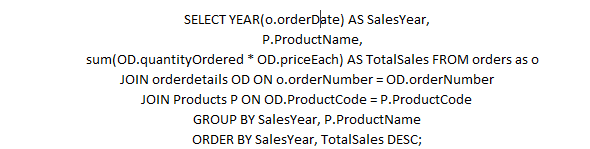 SELECT YEAR(o.orderDate) AS SalesYear,
P.ProductName,
sum(OD.quantityOrdered * OD.priceEach) AS TotalSales FROM orders as o
JOIN orderdetails OD ON o.orderNumber = OD.orderNumber
JOIN Products P ON OD.ProductCode = P.ProductCode
GROUP BY SalesYear, P.ProductName
ORDER BY SalesYear, TotalSales DESC;